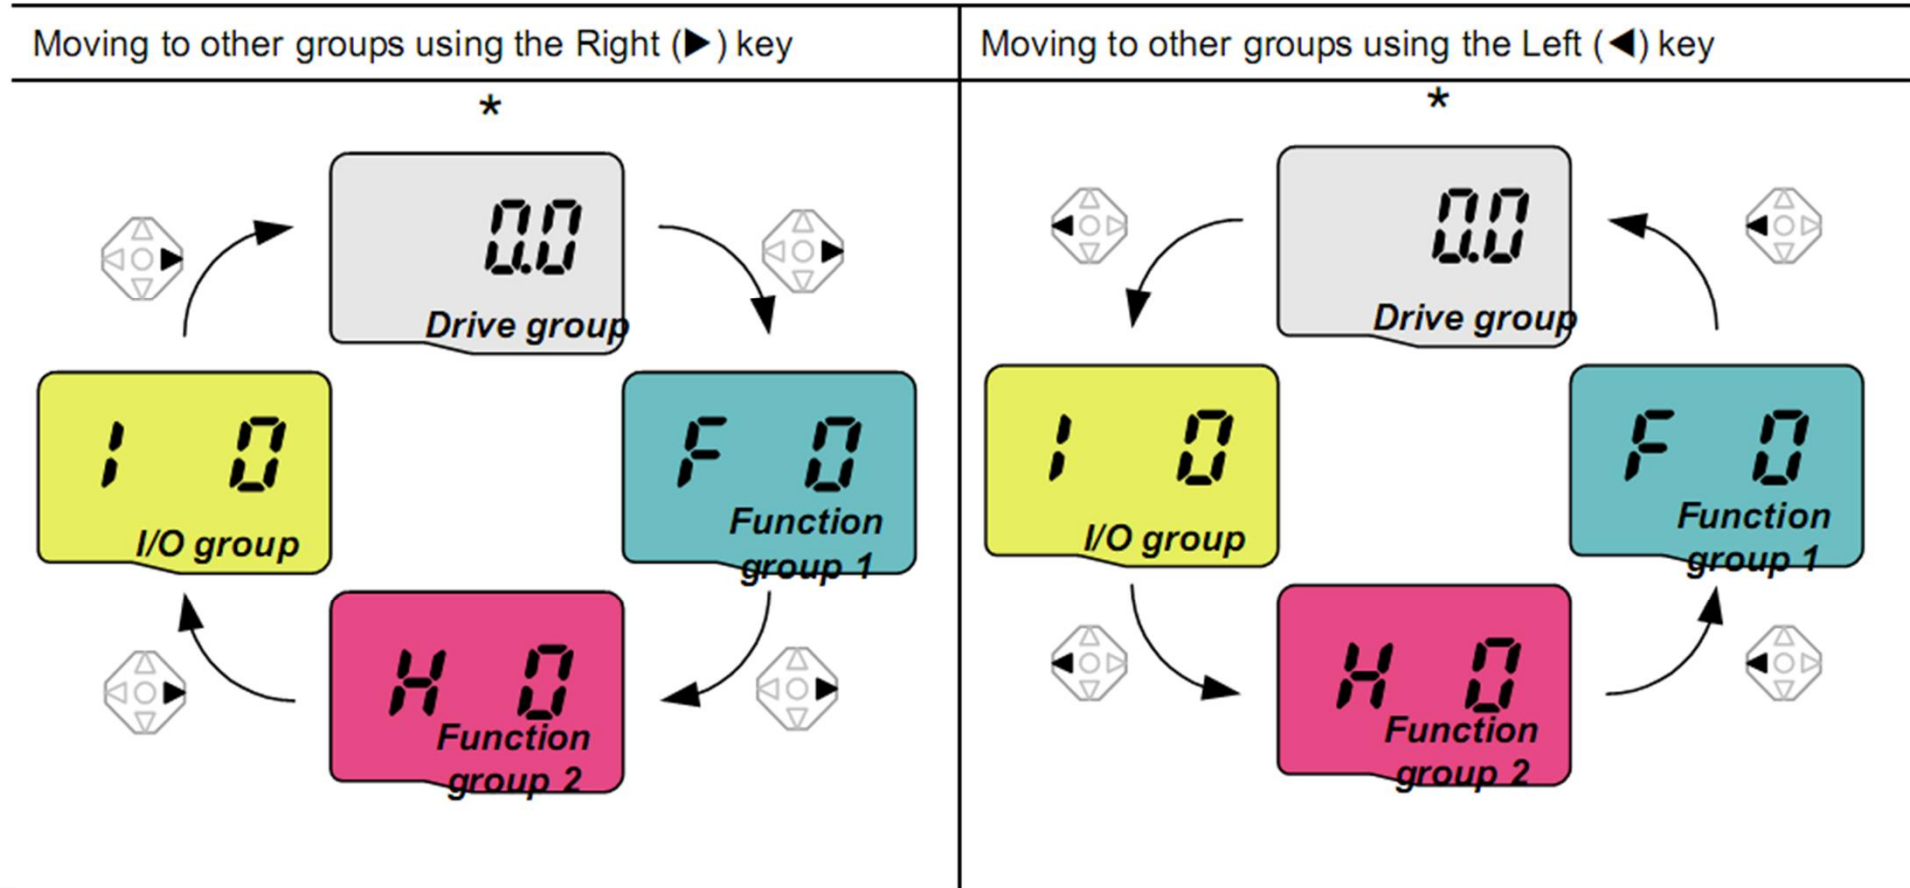 Moving to other groups using the Right (▶) key
*
0.0
Drive group
I 0
I/O group
F 0
Function
group 1
H 0
Function
group 2
Moving to other groups using the Left (◀) key
*
0.0
Drive group
I 0
I/O group
F 0
Function
group 1
H 0
Function
group 2